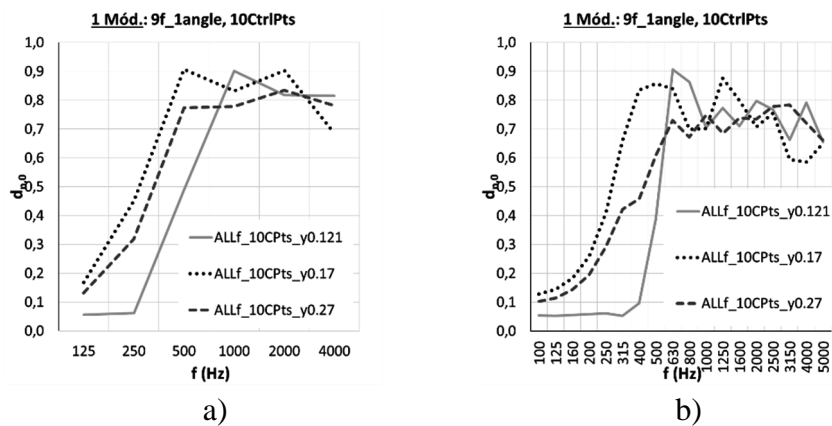 1 Mód.: 9f_1angle, 10CtrlPts
1,0
0,9
0,8
0,7
0,6
0,5
0,4
0,3
0,2
0,1
0,0
ALLf_10CPts_y0.121
ALLf_10CPts_y0.17
ALLf_10CPts_y0.27
125 250 500 1000 2000 4000
f (Hz)
a)
1 Mód.: 9f_1angle, 10CtrlPts
1,0
0,9
0,8
0,7
0,6
0,5
0,4
0,3
0,2
0,1
0,0
ALLf_10CPts_y0.121
ALLf_10CPts_y0.17
ALLf_10CPts_y0.27
100 125 160 200 250 315 400 500 630 800 1000 1250 1600 2000 2500 3150 4000 5000
f (Hz)
b)